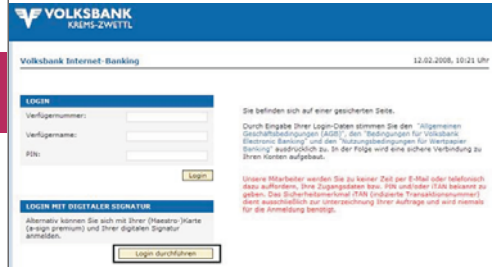 VOLKSBANK
KREMS-ZWETTL
Volksbank Internet-Banking
12.02.2008, 10:21 Uhr
LOGIN
Verfügernummer:
Verfügername:
PIN:
Login
Sie befinden sich auf einer gesicherten Seite.
Durch Eingabe Ihrer Login-Daten stimmen Sie den "Allgemeinen
Geschäftsbedingungen (AGB)", den "Bedingungen für Volksbank
Electronic Banking" und den "Nutzungsbedingungen für Wertpapier
Banking" ausdrücklich zu. In der Folge wird eine sichere Verbindung zu
Ihren Konten aufgebaut.
Unsere Mitarbeiter werden Sie zu keiner Zeit per E-Mail oder telefonisch
dazu auffordern, Ihre Zugangsdaten bzw. PIN und/oder iTAN bekannt zu
geben. Das Sicherheitsmerkmal iTAN (indizierte Transaktionsnummer)
dient ausschließlich zur Unterzeichnung Ihrer Aufträge und wird niemals
für die Anmeldung benötigt.
LOGIN MIT DIGITALER SIGNATUR
Alternativ können Sie sich mit Ihrer (Maestro-)Karte
(a-sign premium) und Ihrer digitalen Signatur
anmelden.
Login durchführen